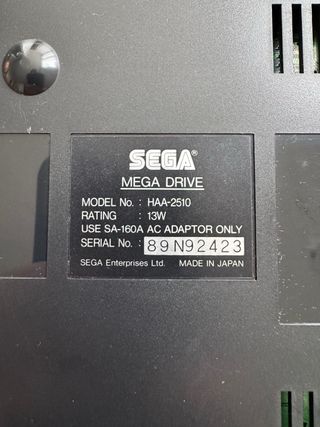 SEGA®
MEGA DRIVE
MODEL No. : HAA-2510
RATING : 13W
USE SA-160A AC ADAPTOR ONLY
SERIAL No. : 89N92423
SEGA Enterprises Ltd. MADE IN JAPAN